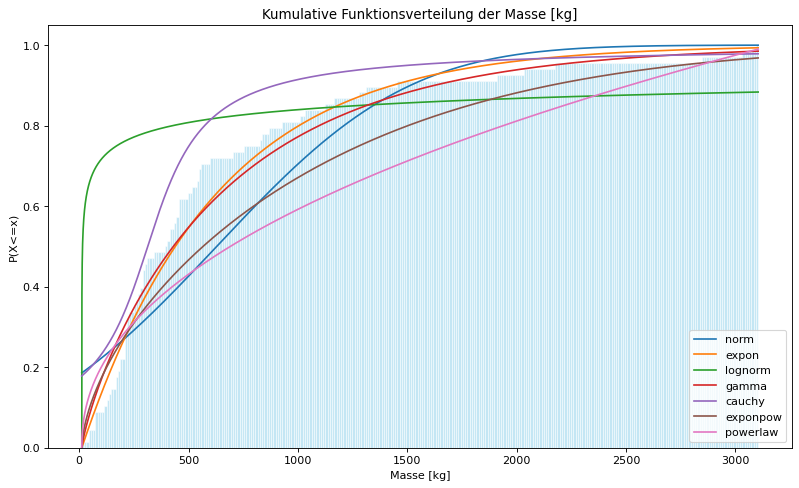 Kumulative Funktionsverteilung der Masse [kg]
P(X<=x)
1.0
0.8
0.6
0.4
0.2
0.0
0
500
1000
1500
2000
2500
3000
Masse [kg]
norm
expon
lognorm
gamma
cauchy
exponpow
powerlaw